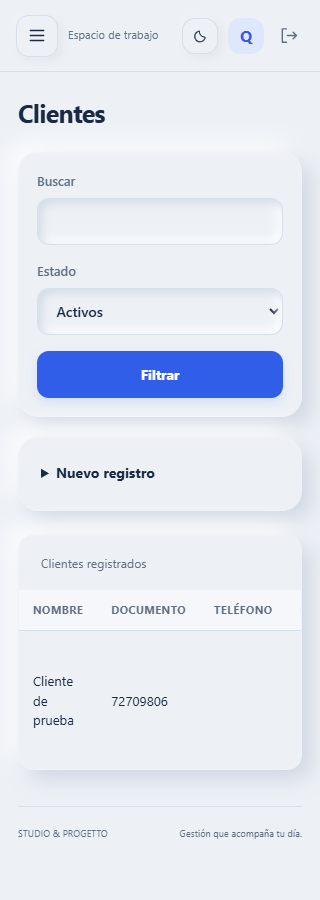 Espacio de trabajo
Q
Clientes
Buscar
Estado
Activos
Filtrar
Nuevo registro
Clientes registrados
NOMBRE DOCUMENTO TELÉFONO
Cliente
de
prueba
72709806
STUDIO & PROGETTO Gestión que acompaña tu día.